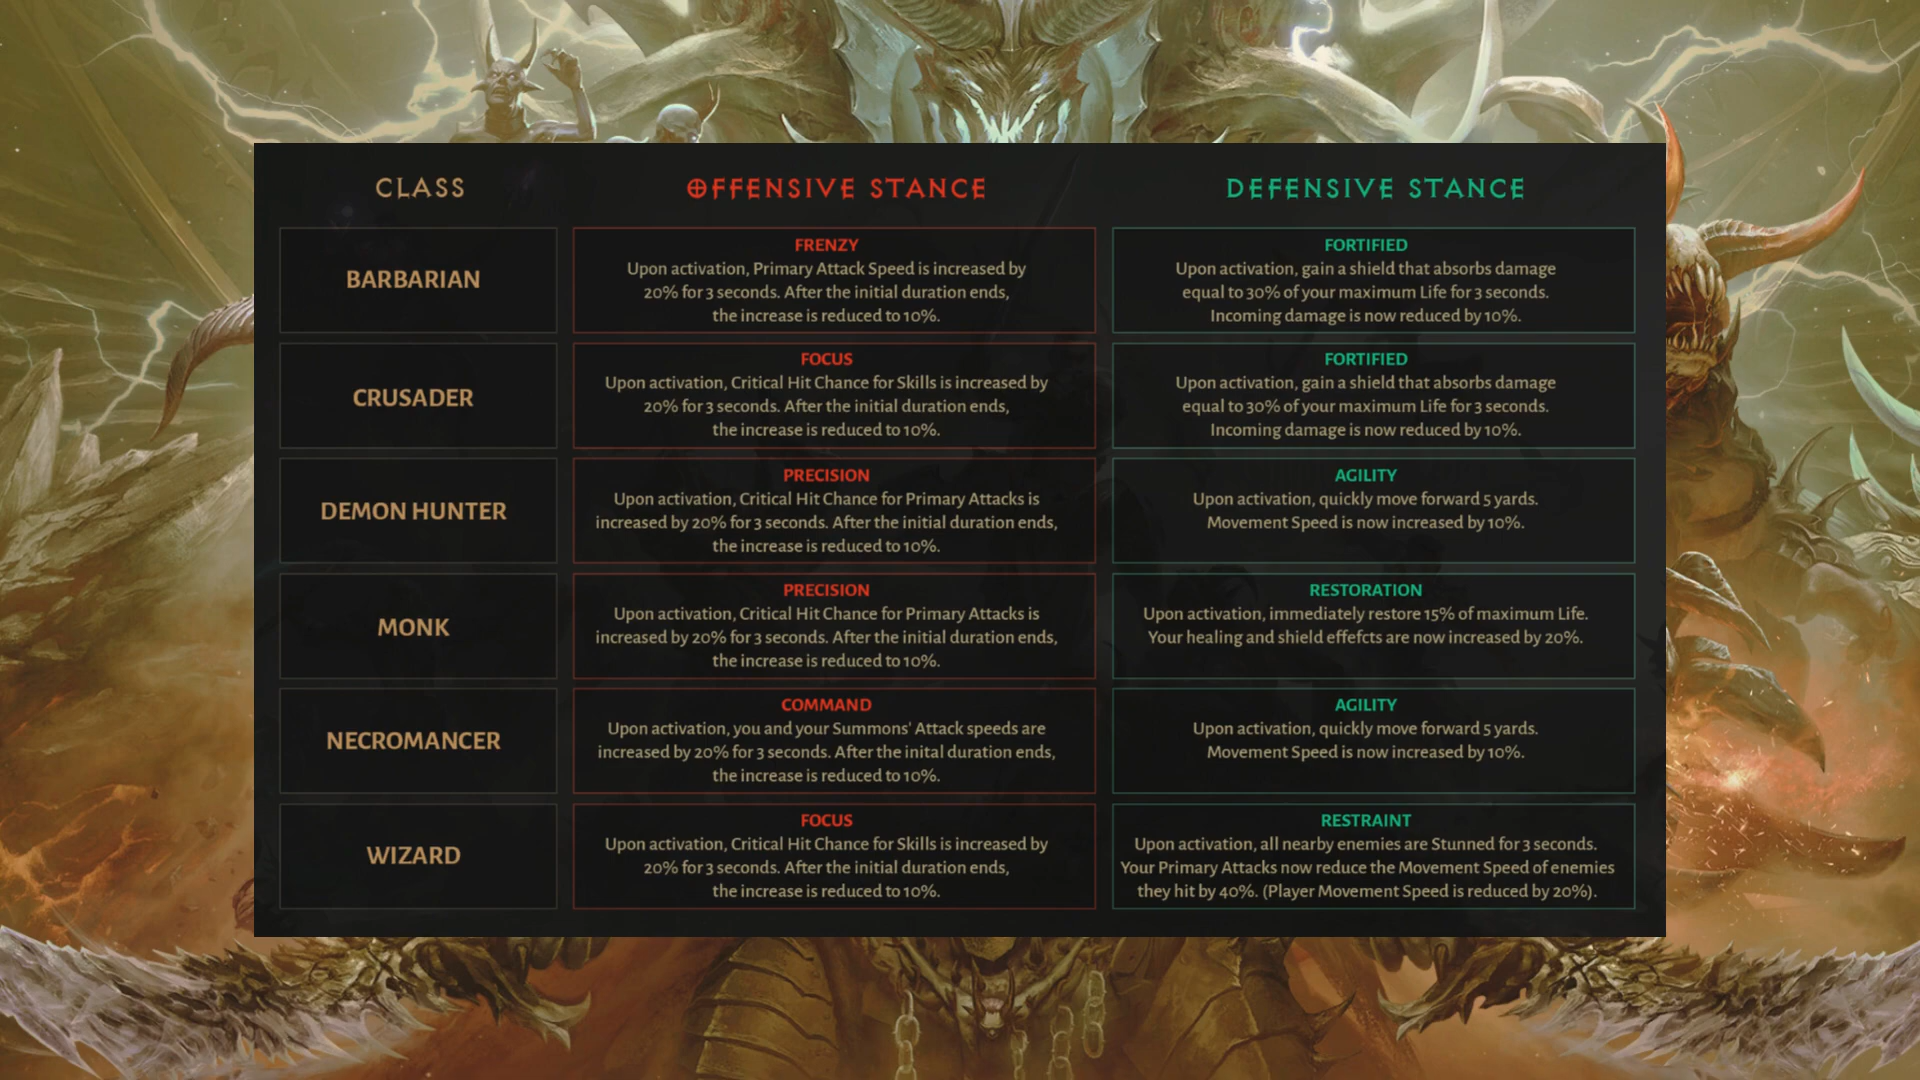 CLASS
OFFENSIVE STANCE
DEFENSIVE STANCE
BARBARIAN
FRENZY
Upon activation, Primary Attack Speed is increased by
20% for 3 seconds. After the initial duration ends,
the increase is reduced to 10%.
FORTIFIED
Upon activation, gain a shield that absorbs damage
equal to 30% of your maximum Life for 3 seconds.
Incoming damage is now reduced by 10%.
CRUSADER
FOCUS
Upon activation, Critical Hit Chance for Skills is increased by
20% for 3 seconds. After the initial duration ends,
the increase is reduced to 10%.
FORTIFIED
Upon activation, gain a shield that absorbs damage
equal to 30% of your maximum Life for 3 seconds.
Incoming damage is now reduced by 10%.
DEMON HUNTER
PRECISION
Upon activation, Critical Hit Chance for Primary Attacks is
increased by 20% for 3 seconds. After the initial duration ends,
the increase is reduced to 10%.
AGILITY
Upon activation, quickly move forward 5 yards.
Movement Speed is now increased by 10%.
MONK
PRECISION
Upon activation, Critical Hit Chance for Primary Attacks is
increased by 20% for 3 seconds. After the initial duration ends,
the increase is reduced to 10%.
RESTORATION
Upon activation, immediately restore 15% of maximum Life.
Your healing and shield effefcts are now increased by 20%.
NECROMANCER
COMMAND
Upon activation, you and your Summons' Attack speeds are
increased by 20% for 3 seconds. After the inital duration ends,
the increase is reduced to 10%.
AGILITY
Upon activation, quickly move forward 5 yards.
Movement Speed is now increased by 10%.
WIZARD
FOCUS
Upon activation, Critical Hit Chance for Skills is increased by
20% for 3 seconds. After the initial duration ends,
the increase is reduced to 10%.
RESTRAINT
Upon activation, all nearby enemies are Stunned for 3 seconds.
Your Primary Attacks now reduce the Movement Speed of enemies
they hit by 40%. (Player Movement Speed is reduced by 20%).